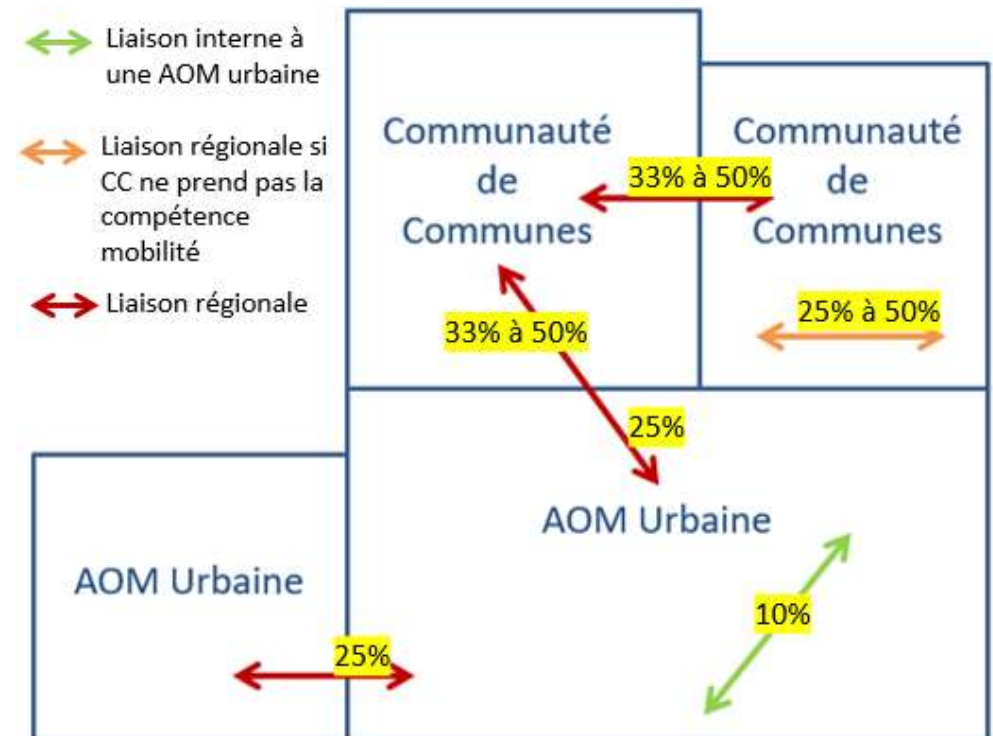 Liaison interne à
une AOM urbaine
Liaison régionale si
CC ne prend pas la
compétence
mobilité
Liaison régionale
Communauté
de
Communes
Communauté
de
Communes
33% à 50%
25% à 50%
33% à 50%
25%
AOM Urbaine
AOM Urbaine
10%
25%